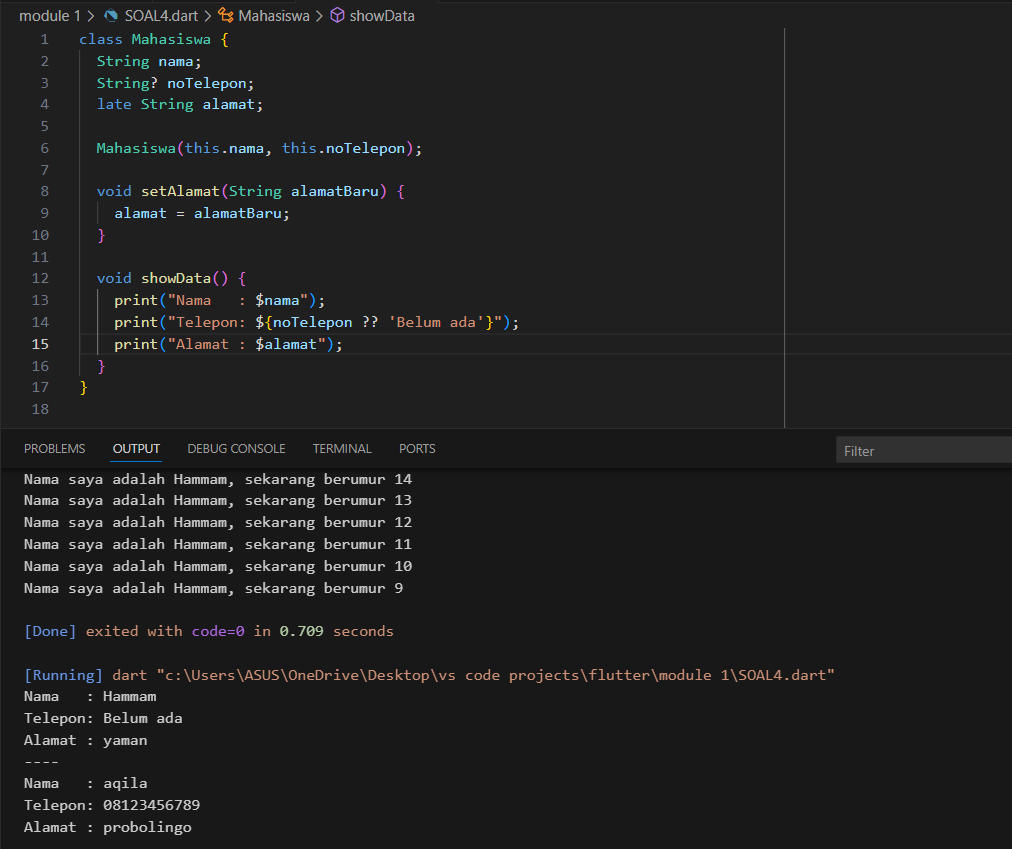 module 1 > SOAL4.dart > Mahasiswa > showData
1 class Mahasiswa {
2   String nama;
3   String? noTelepon;
4   late String alamat;
5
6   Mahasiswa(this.nama, this.noTelepon);
7
8   void setAlamat(String alamatBaru) {
9     alamat = alamatBaru;
10   }
11
12   void showData() {
13     print("Nama   : $nama");
14     print("Telepon: ${noTelepon ?? 'Belum ada'}");
15     print("Alamat : $alamat");
16   }
17 }
18
PROBLEMS OUTPUT DEBUG CONSOLE TERMINAL PORTS Filter
Nama saya adalah Hammam, sekarang berumur 14
Nama saya adalah Hammam, sekarang berumur 13
Nama saya adalah Hammam, sekarang berumur 12
Nama saya adalah Hammam, sekarang berumur 11
Nama saya adalah Hammam, sekarang berumur 10
Nama saya adalah Hammam, sekarang berumur 9
[Done] exited with code=0 in 0.709 seconds
[Running] dart "c:\Users\ASUS\OneDrive\Desktop\vs code projects\flutter\module 1\SOAL4.dart"
Nama   : Hammam
Telepon: Belum ada
Alamat : yaman
----
Nama   : aqila
Telepon: 08123456789
Alamat : probolingo